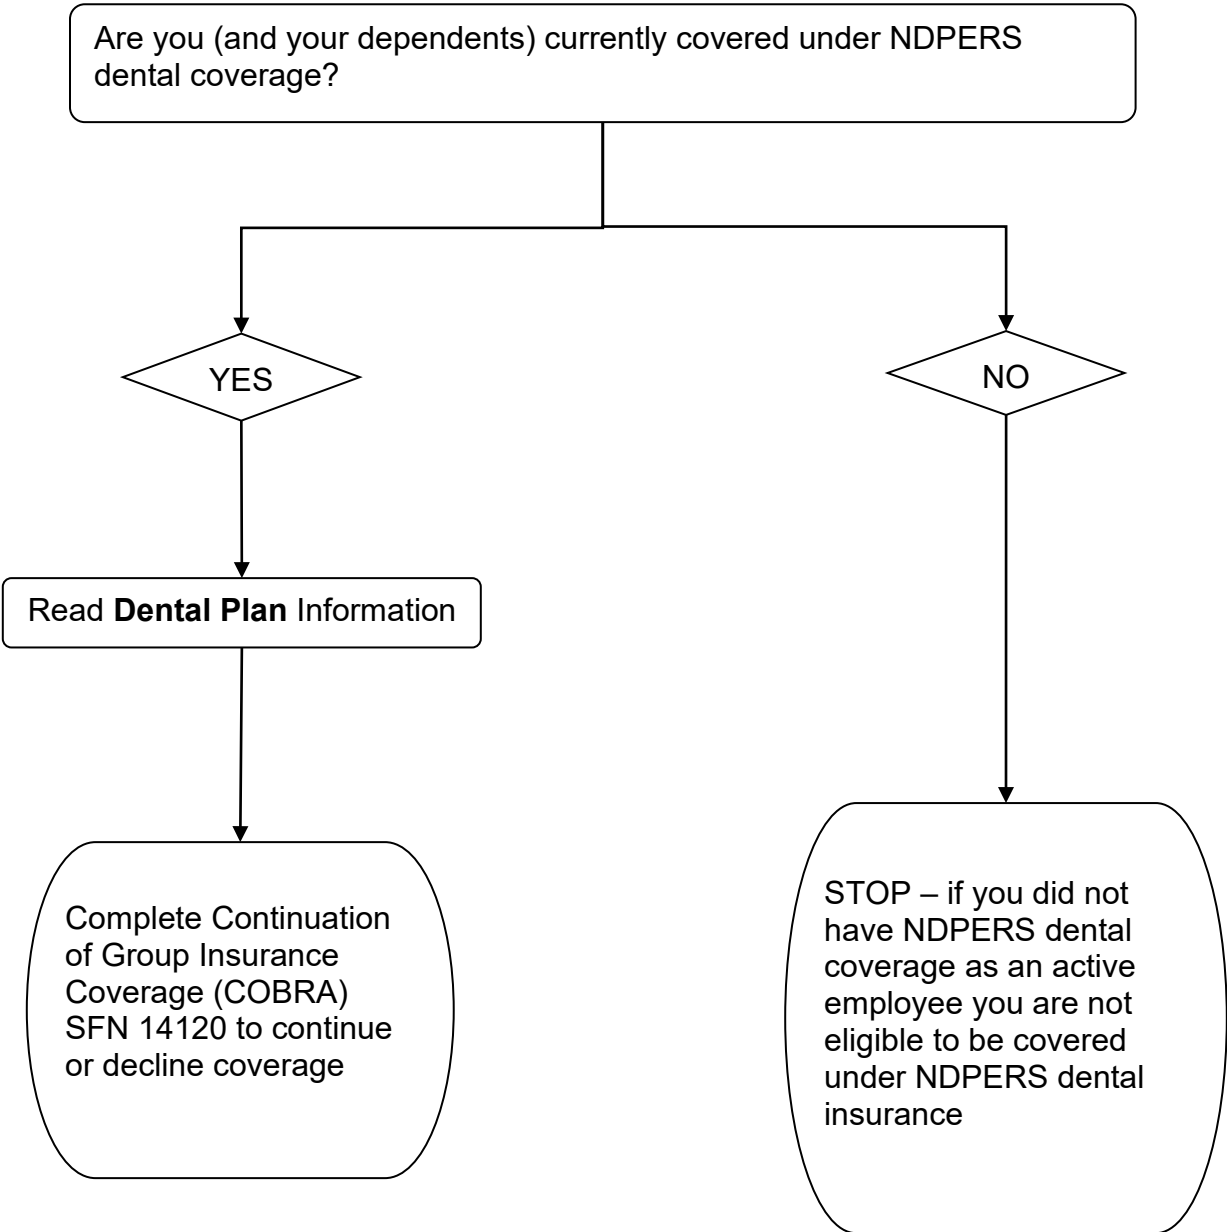 Are you (and your dependents) currently covered under NDPERS
dental coverage?
YES
NO
Read Dental Plan Information
Complete Continuation
of Group Insurance
Coverage (COBRA)
SFN 14120 to continue
or decline coverage
STOP – if you did not
have NDPERS dental
coverage as an active
employee you are not
eligible to be covered
under NDPERS dental
insurance